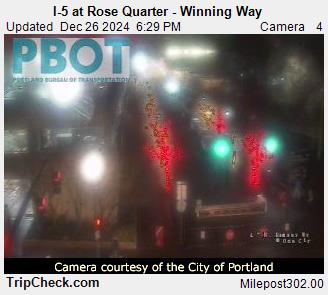 I-5 at Rose Quarter - Winning Way
Updated Dec 26 2024 6:29 PM Camera 4
PBOT
PORTLAND BUREAU OF TRANSPORTATION
Camera courtesy of the City of Portland
TripCheck.com Milepost302.00